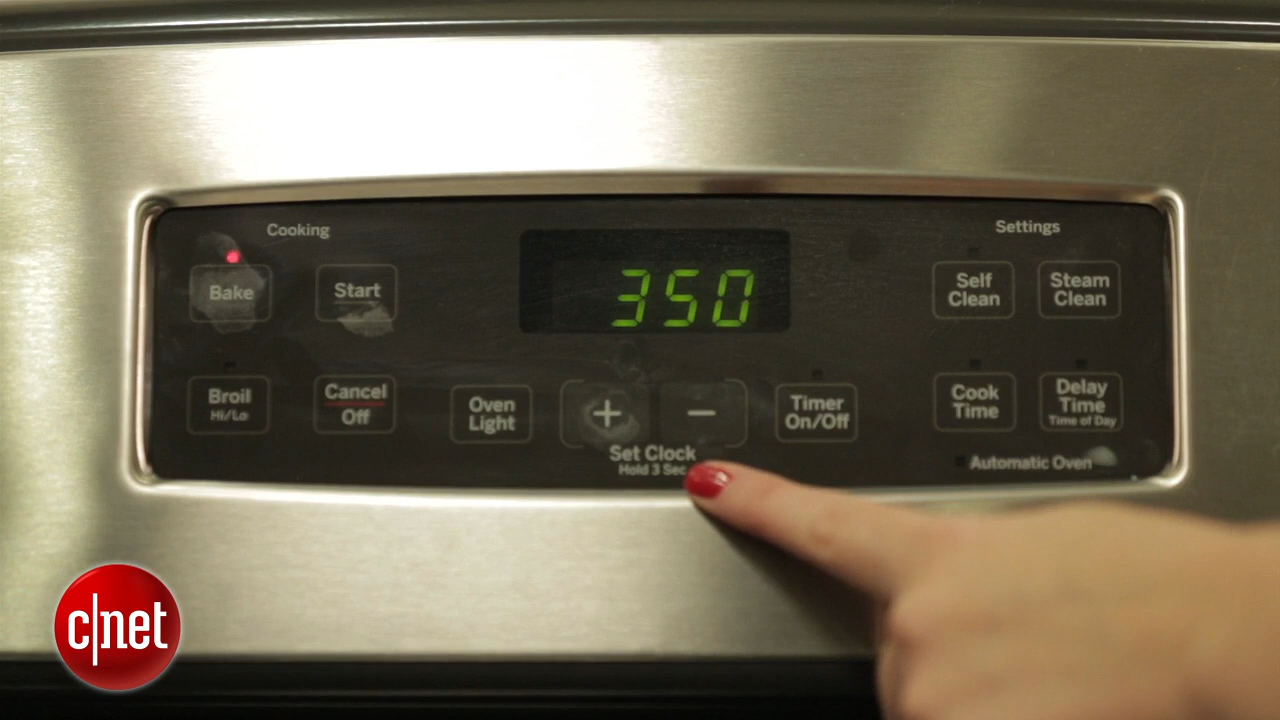 Cooking
Settings
350
Bake
Start
Self
Clean
Steam
Clean
Broil
Hi/Lo
Cancel
Off
Oven
Light
+
−
Timer
On/Off
Cook
Time
Delay
Time
Time of Day
Set Clock
Hold 3 Sec
Automatic Oven
c|net